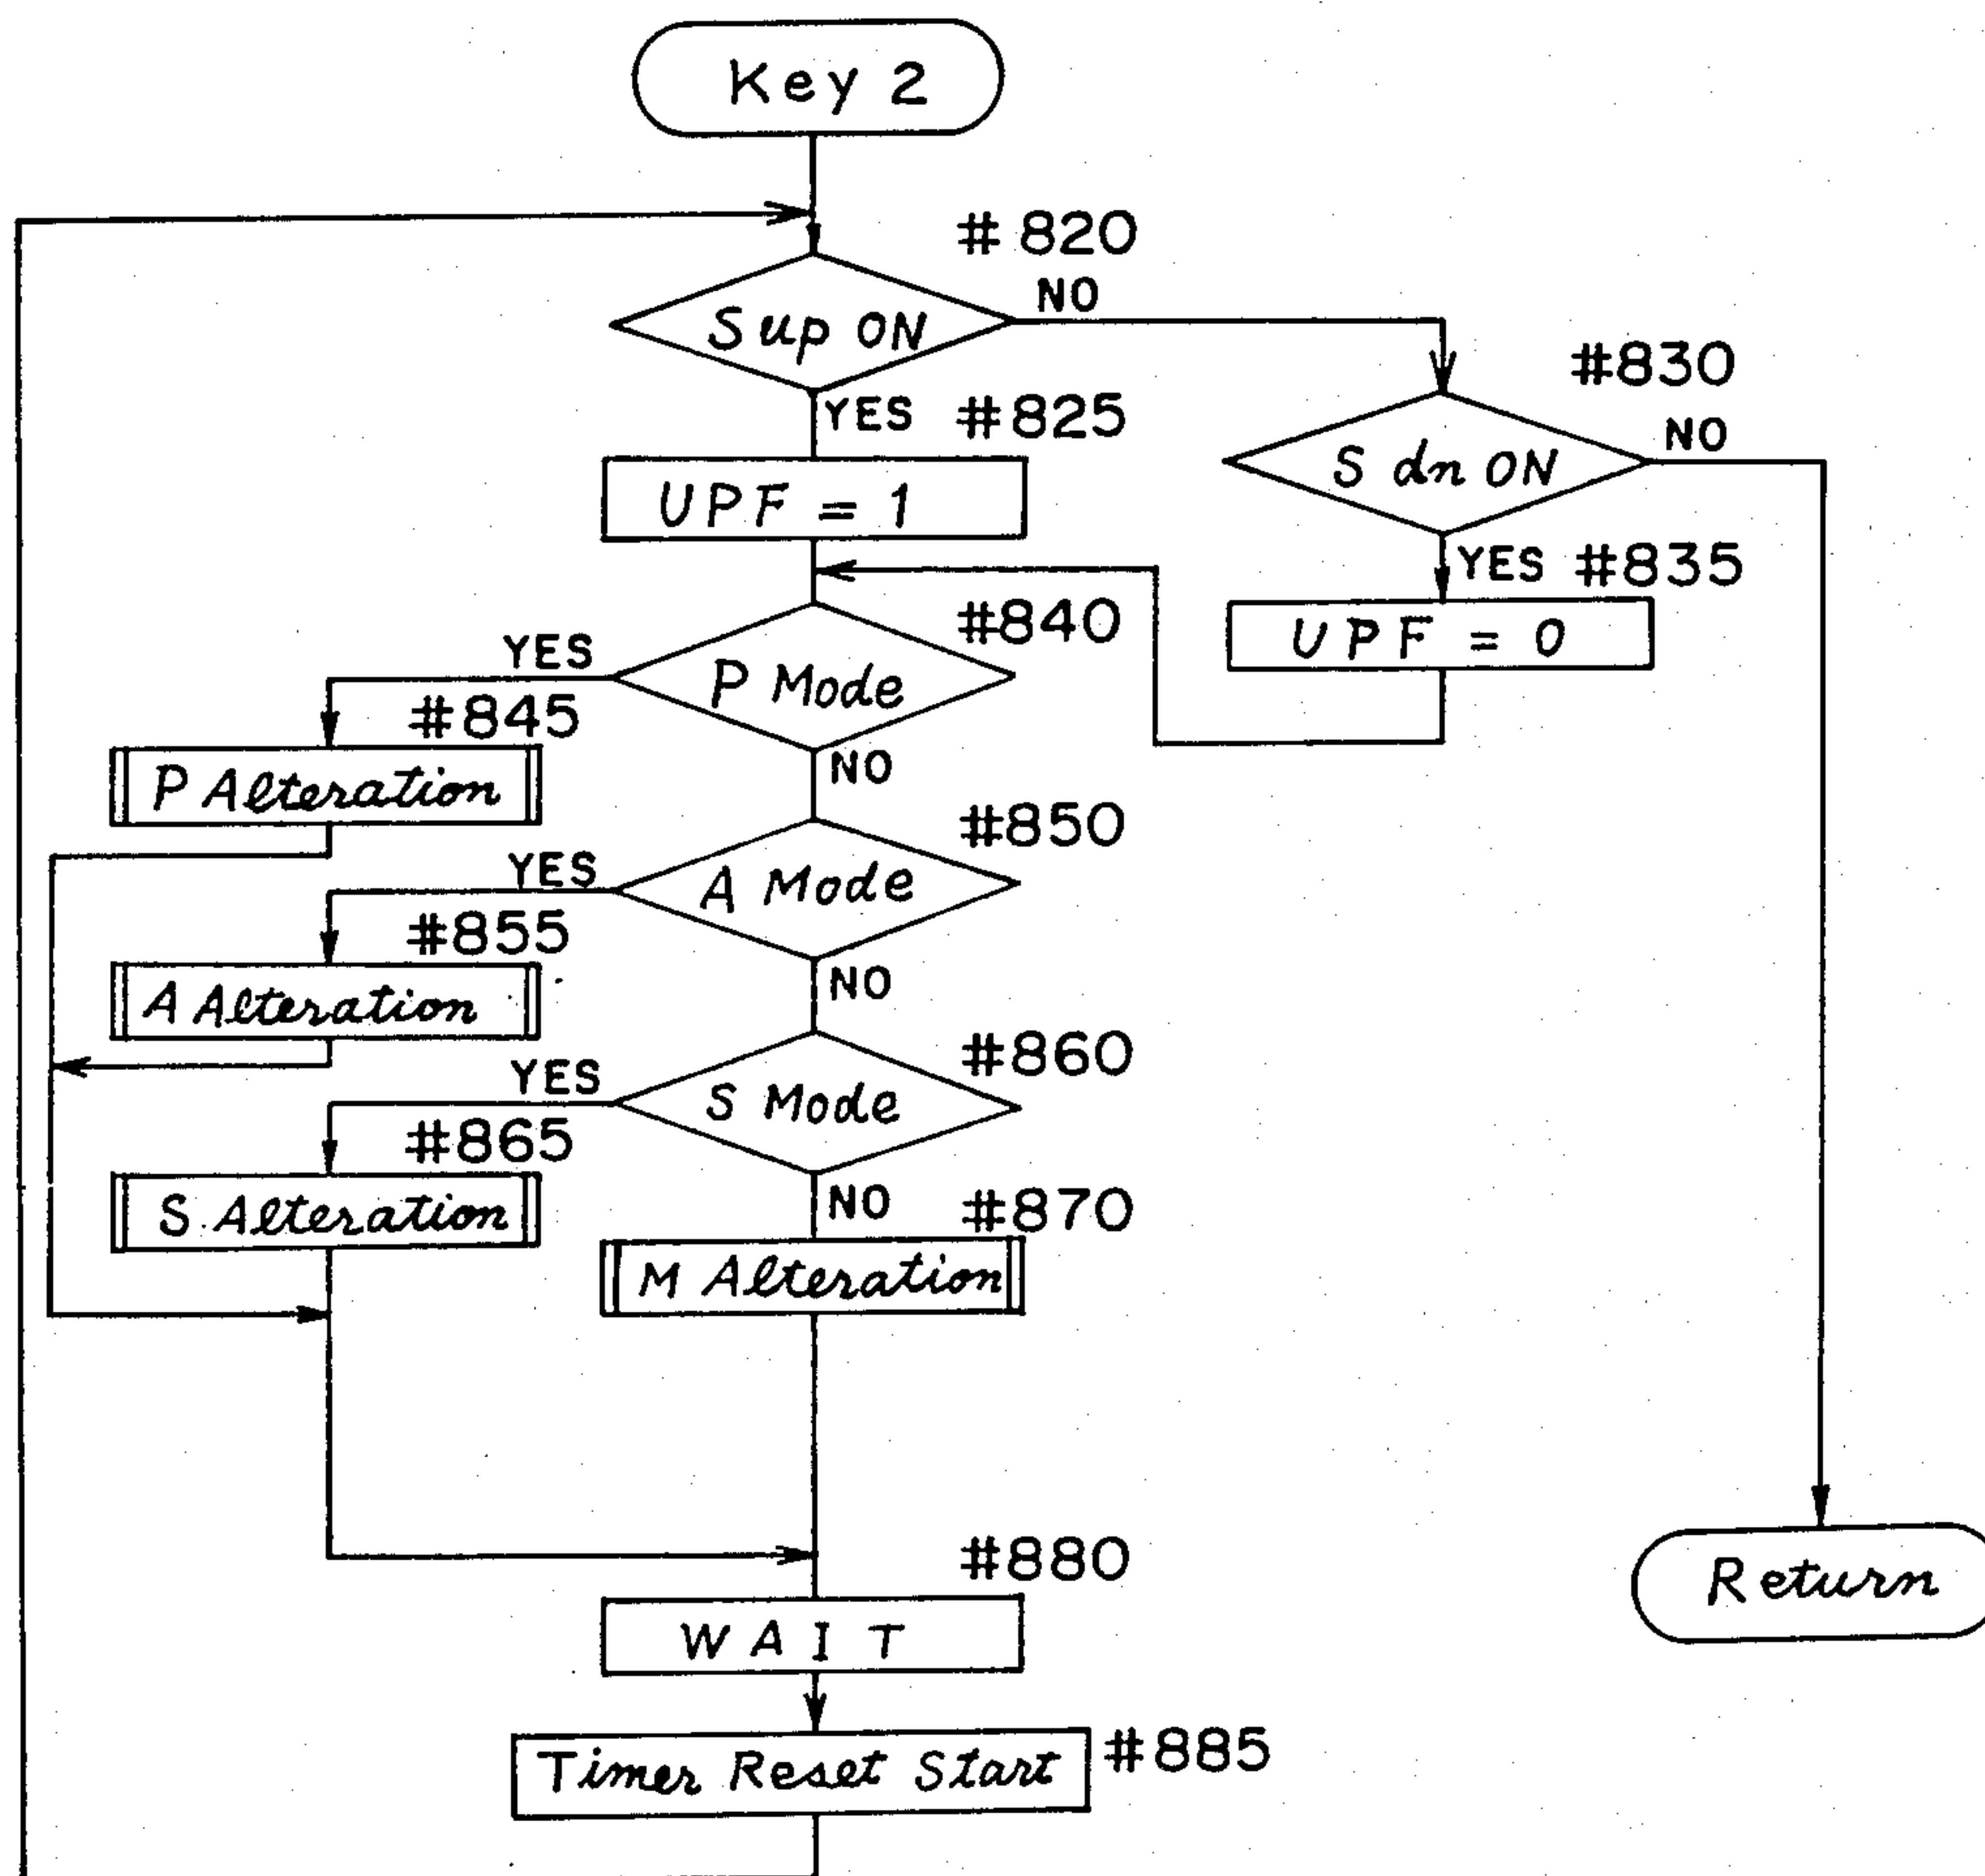 Key 2
# 820
Sup ON
NO
#830
S dn ON
NO
YES #825
UPF = 1
YES #835
UPF = 0
#840
P Mode
YES
#845
NO
P Alteration
#850
A Mode
YES
#855
NO
A Alteration
#860
S Mode
YES
#865
NO
S Alteration
#870
M Alteration
#880
WAIT
Return
Timer Reset Start
#885